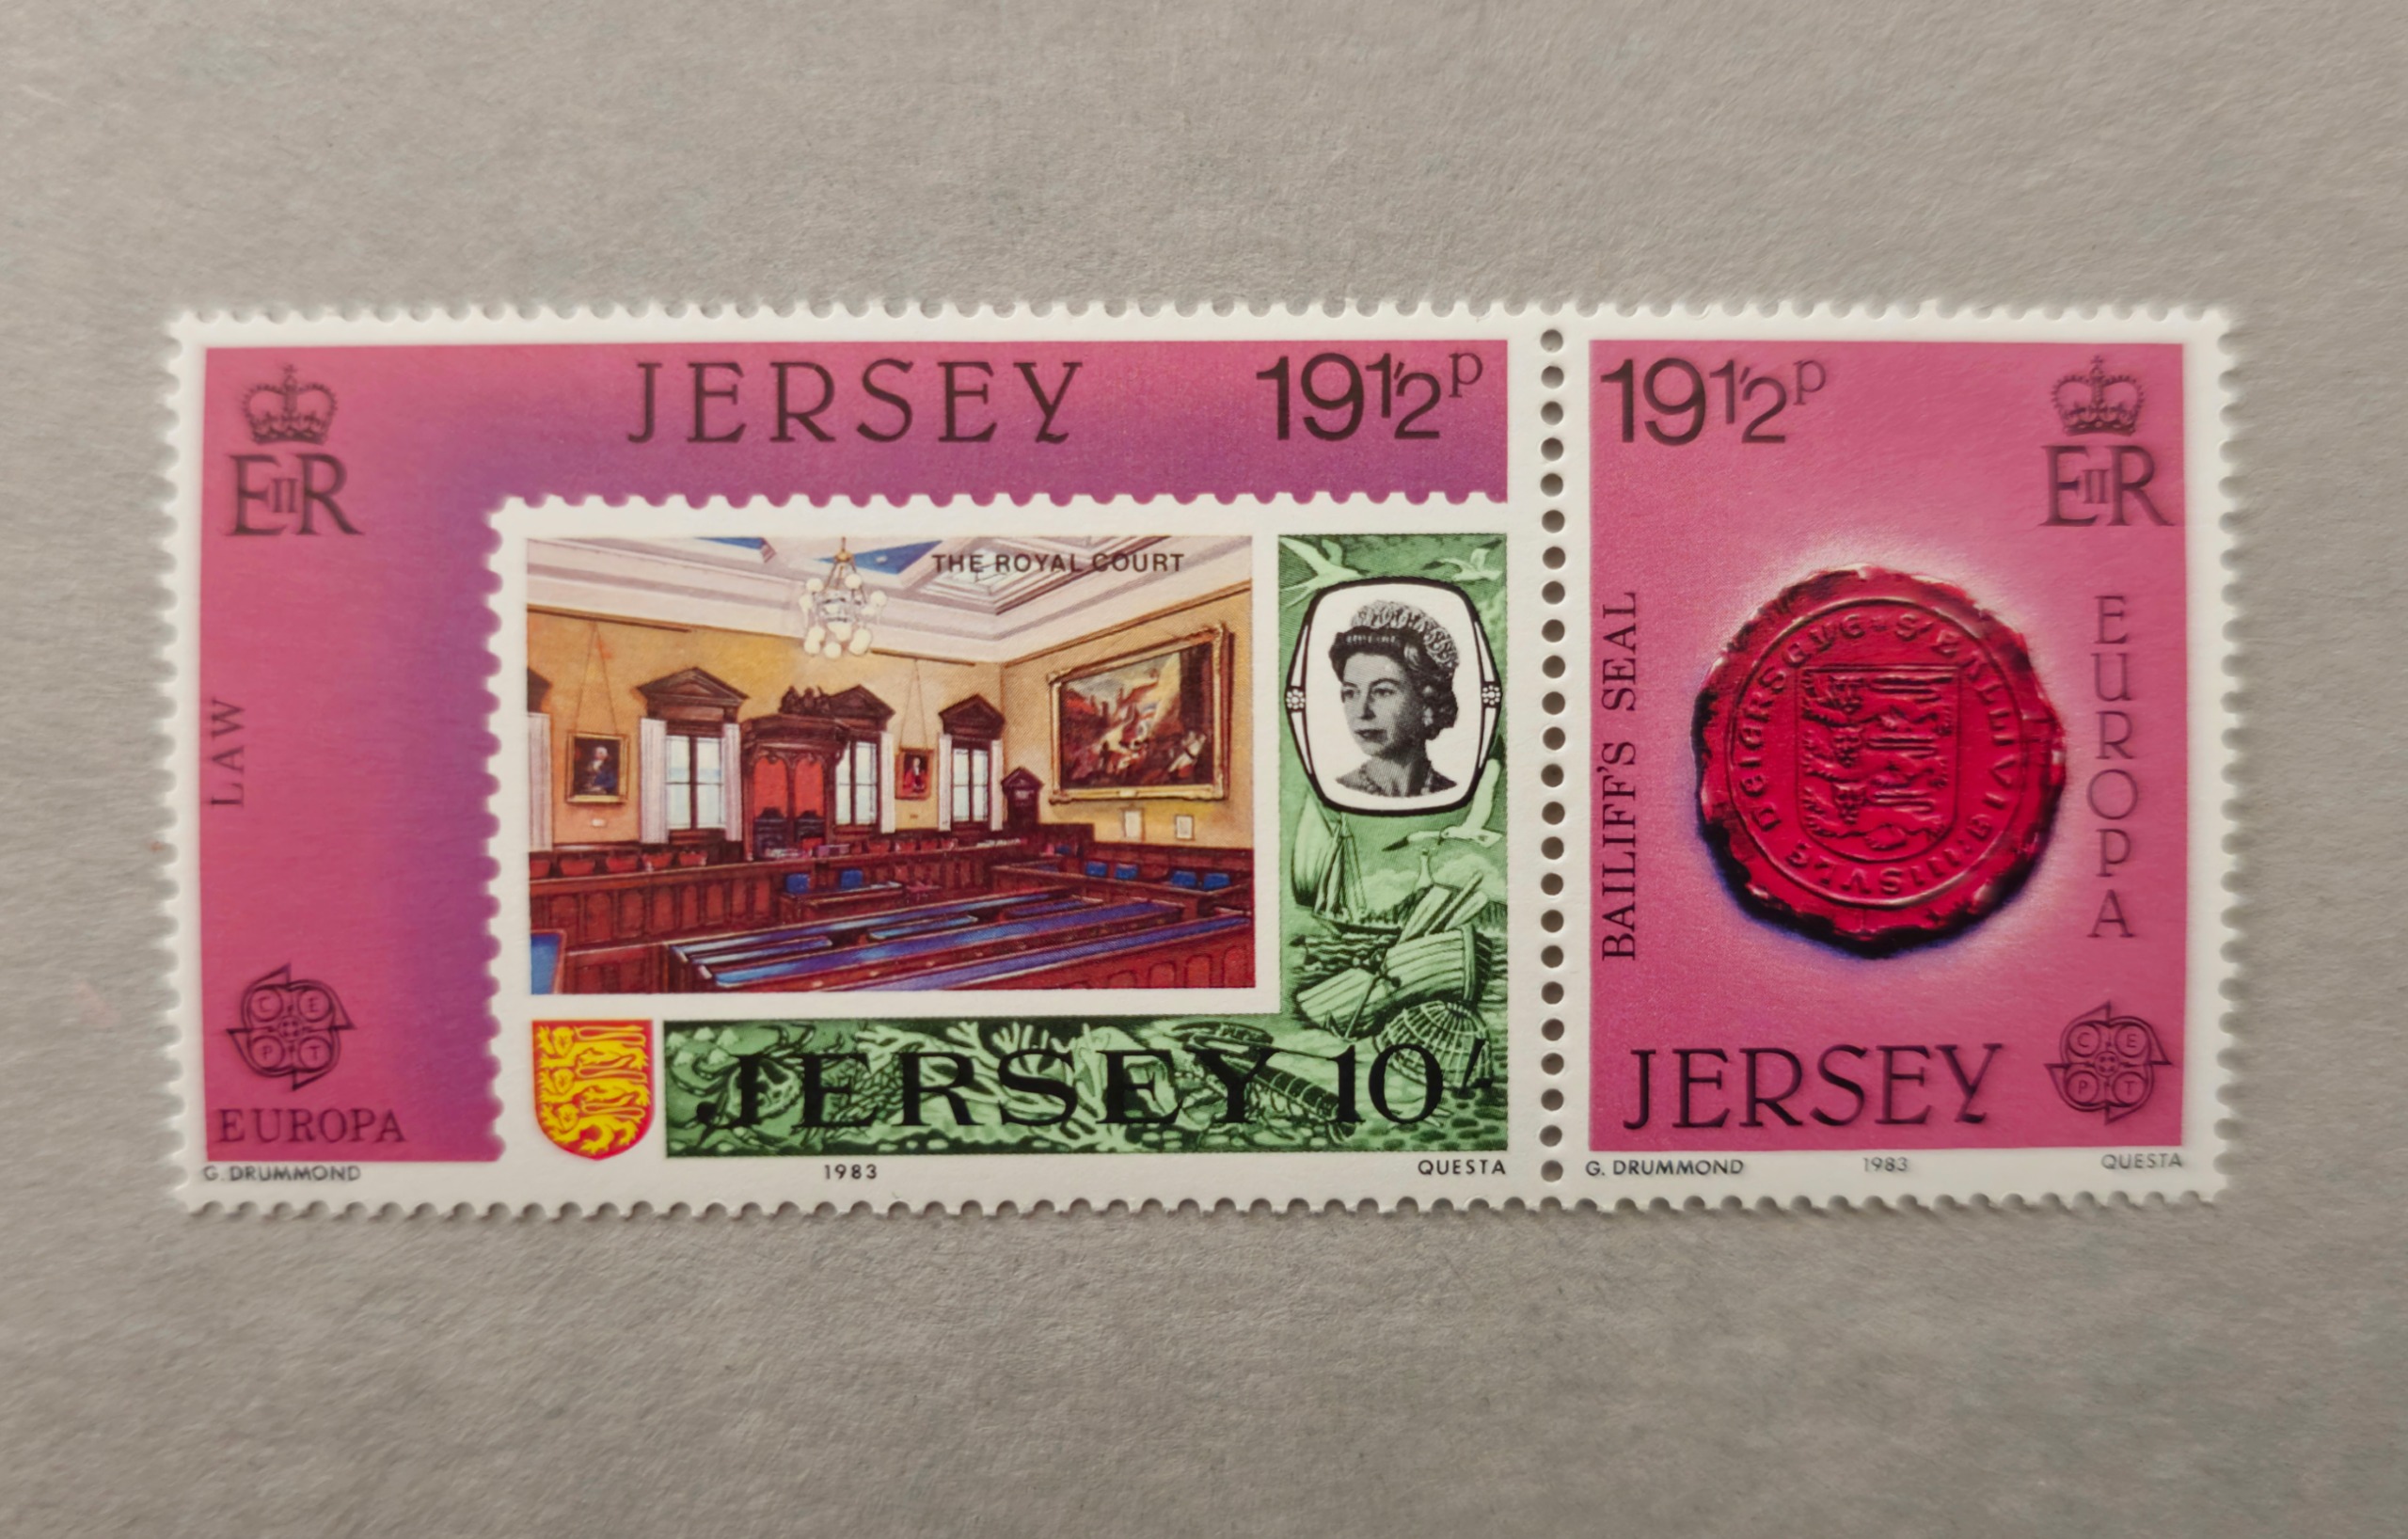 JERSEY 19½p
EIIR
LAW
THE ROYAL COURT
C E
P T
EUROPA
JERSEY 10/-
G. DRUMMOND 1983 QUESTA
19½p
EIIR
BAILIFF'S SEAL
EUROPA
JERSEY
C E
P T
G. DRUMMOND 1983 QUESTA